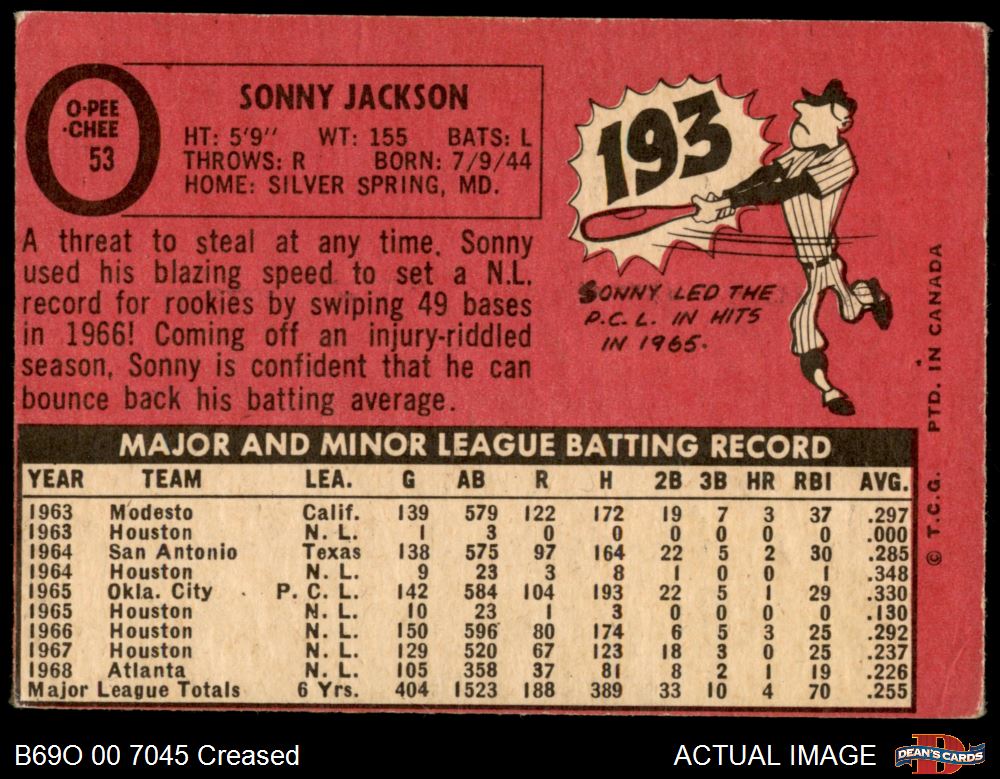 O-PEE
-CHEE
53
SONNY JACKSON
HT: 5'9" WT: 155 BATS: L
THROWS: R BORN: 7/9/44
HOME: SILVER SPRING, MD.
A threat to steal at any time, Sonny
used his blazing speed to set a N.L.
record for rookies by swiping 49 bases
in 1966! Coming off an injury-riddled
season, Sonny is confident that he can
bounce back his batting average.
193
SONNY LED THE
P.C.L. IN HITS
IN 1965.
MAJOR AND MINOR LEAGUE BATTING RECORD
YEAR TEAM LEA. G AB R H 2B 3B HR RBI AVG.
1963 Modesto Calif. 139 579 122 172 19 7 3 37 .297
1963 Houston N. L. 1 3 0 0 0 0 0 0 .000
1964 San Antonio Texas 138 575 97 164 22 5 2 30 .285
1964 Houston N. L. 9 23 3 8 1 0 0 1 .348
1965 Okla. City P. C. L. 142 584 104 193 22 5 1 29 .330
1965 Houston N. L. 10 23 1 3 0 0 0 0 .130
1966 Houston N. L. 150 596 80 174 6 5 3 25 .292
1967 Houston N. L. 129 520 67 123 18 3 0 25 .237
1968 Atlanta N. L. 105 358 37 81 8 2 1 19 .226
Major League Totals 6 Yrs. 404 1523 188 389 33 10 4 70 .255
© T.C.G. PTD. IN CANADA
B69O 00 7045 Creased
ACTUAL IMAGE
DEAN'S CARDS